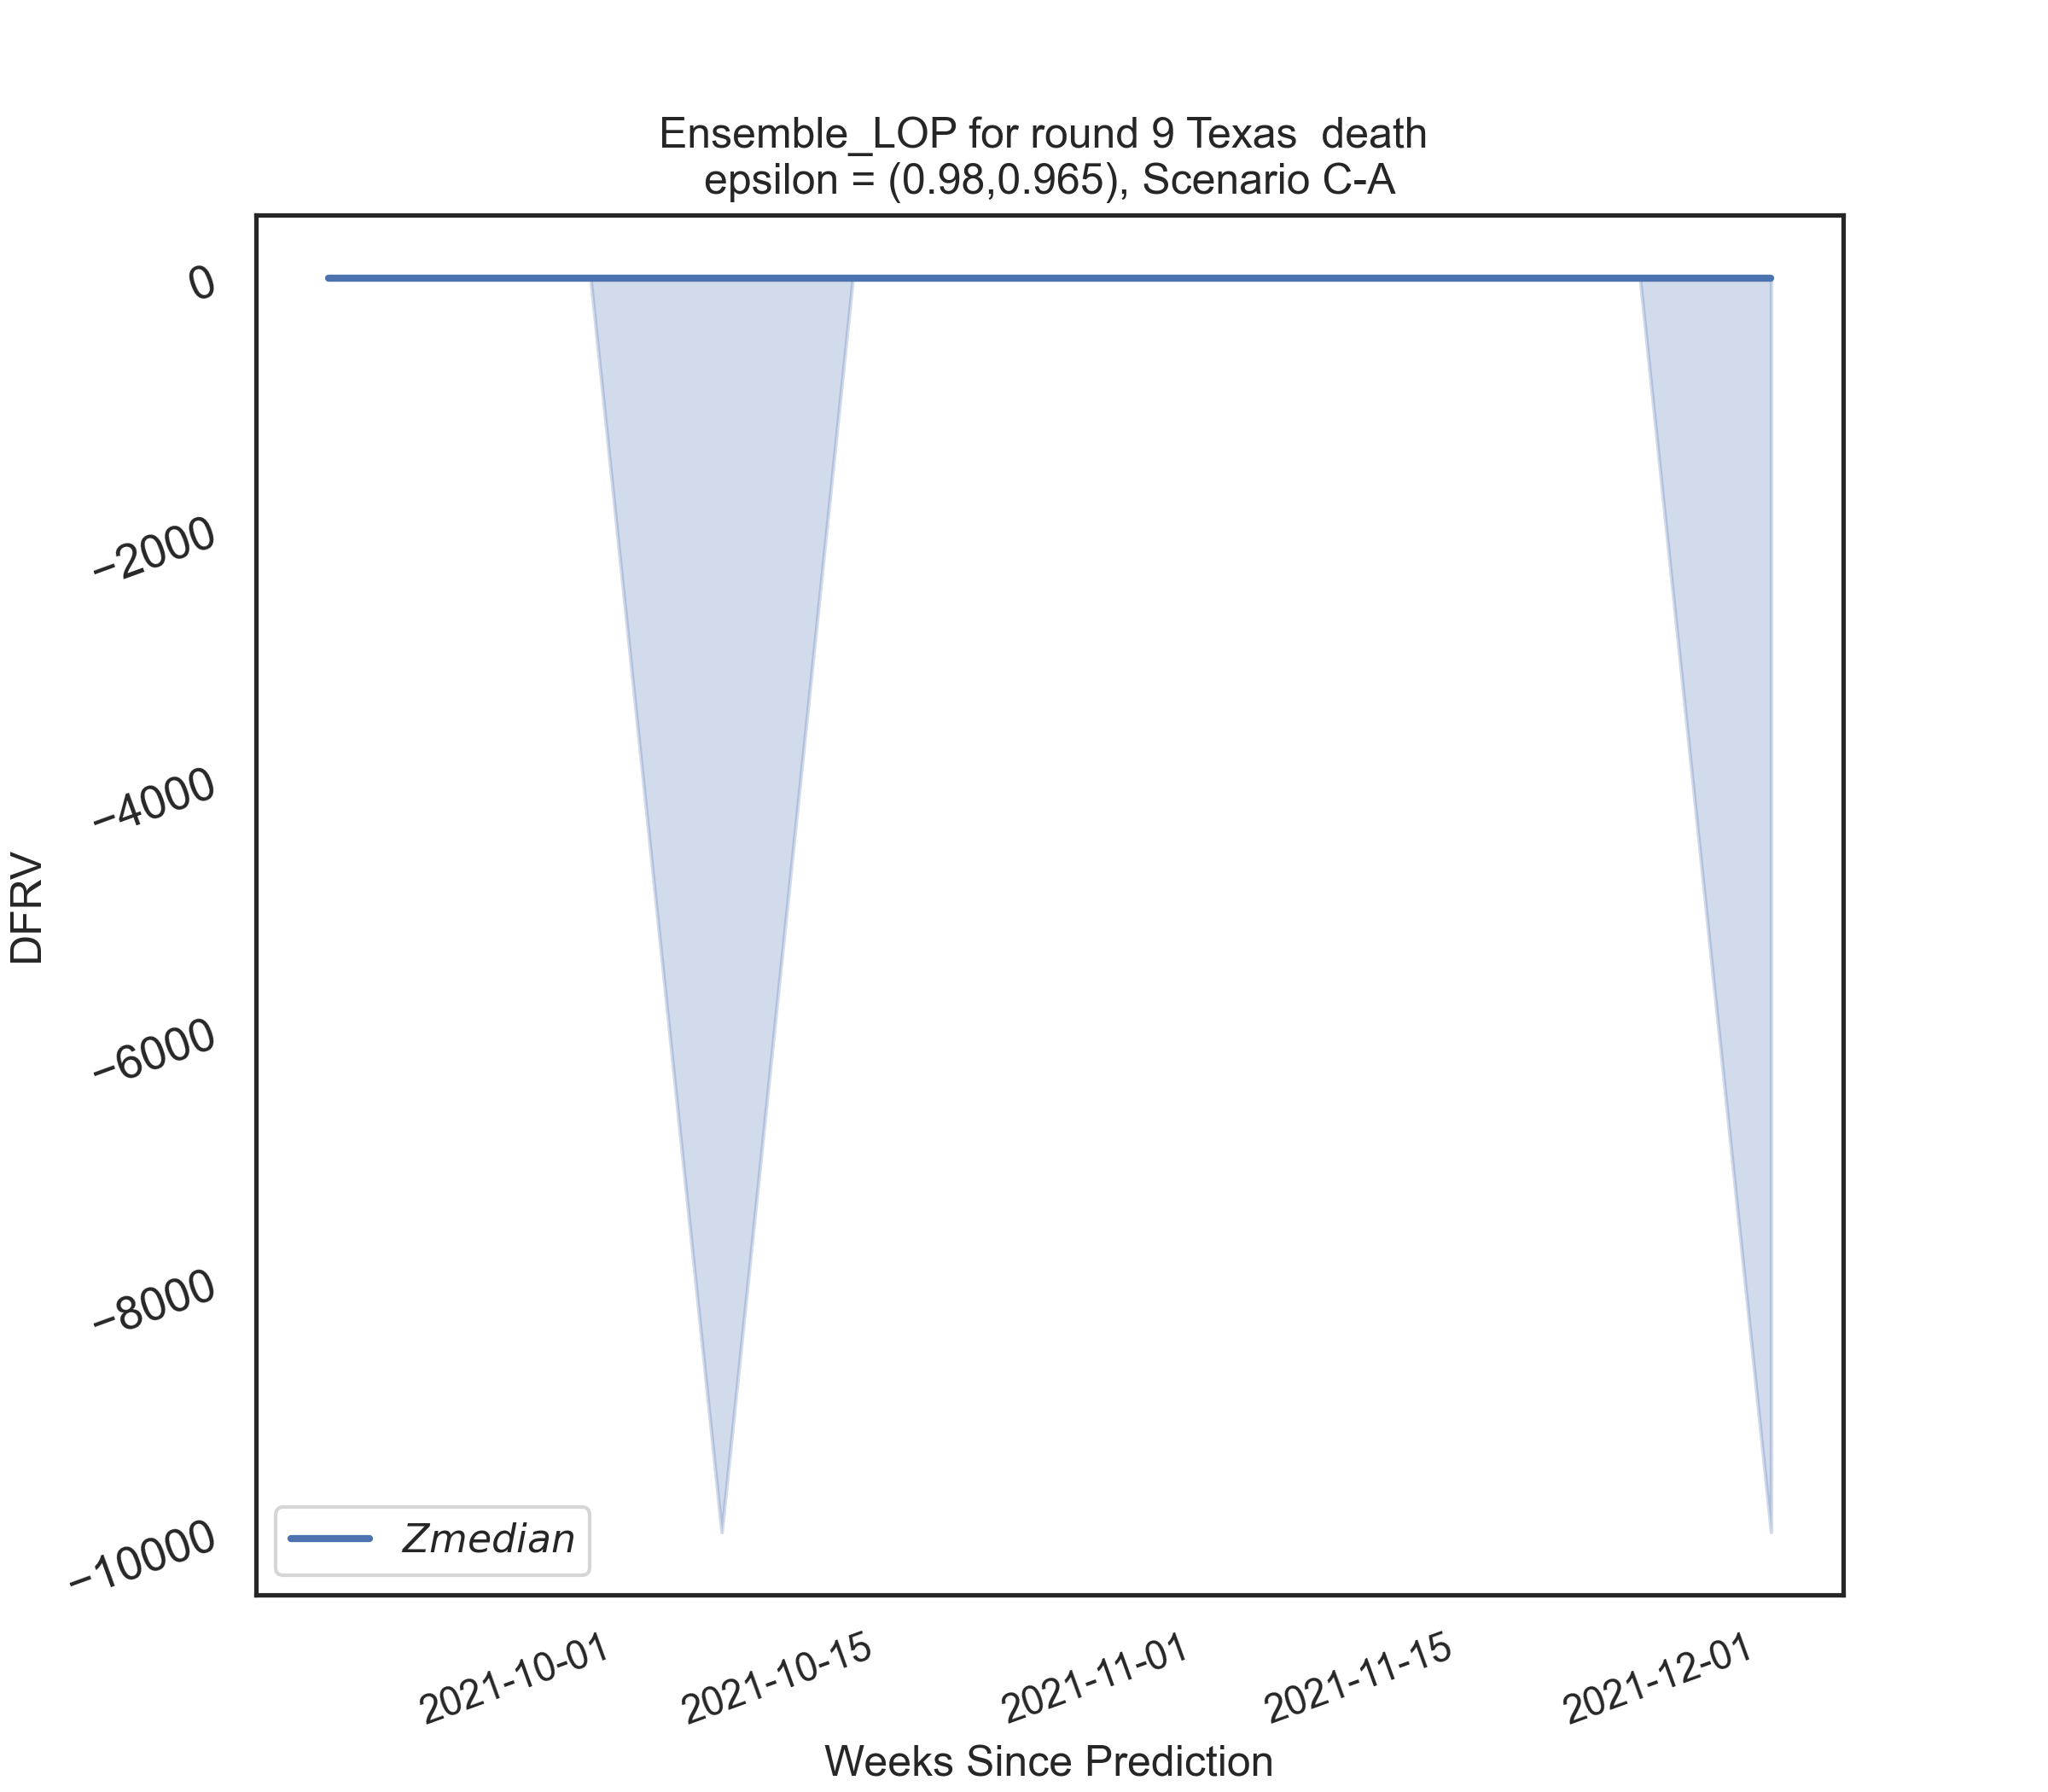 Ensemble_LOP for round 9 Texas  death
epsilon = (0.98,0.965), Scenario C-A
0
−2000
−4000
−6000
−8000
−10000
DFRV
Zmedian
2021-10-01
2021-10-15
2021-11-01
2021-11-15
2021-12-01
Weeks Since Prediction